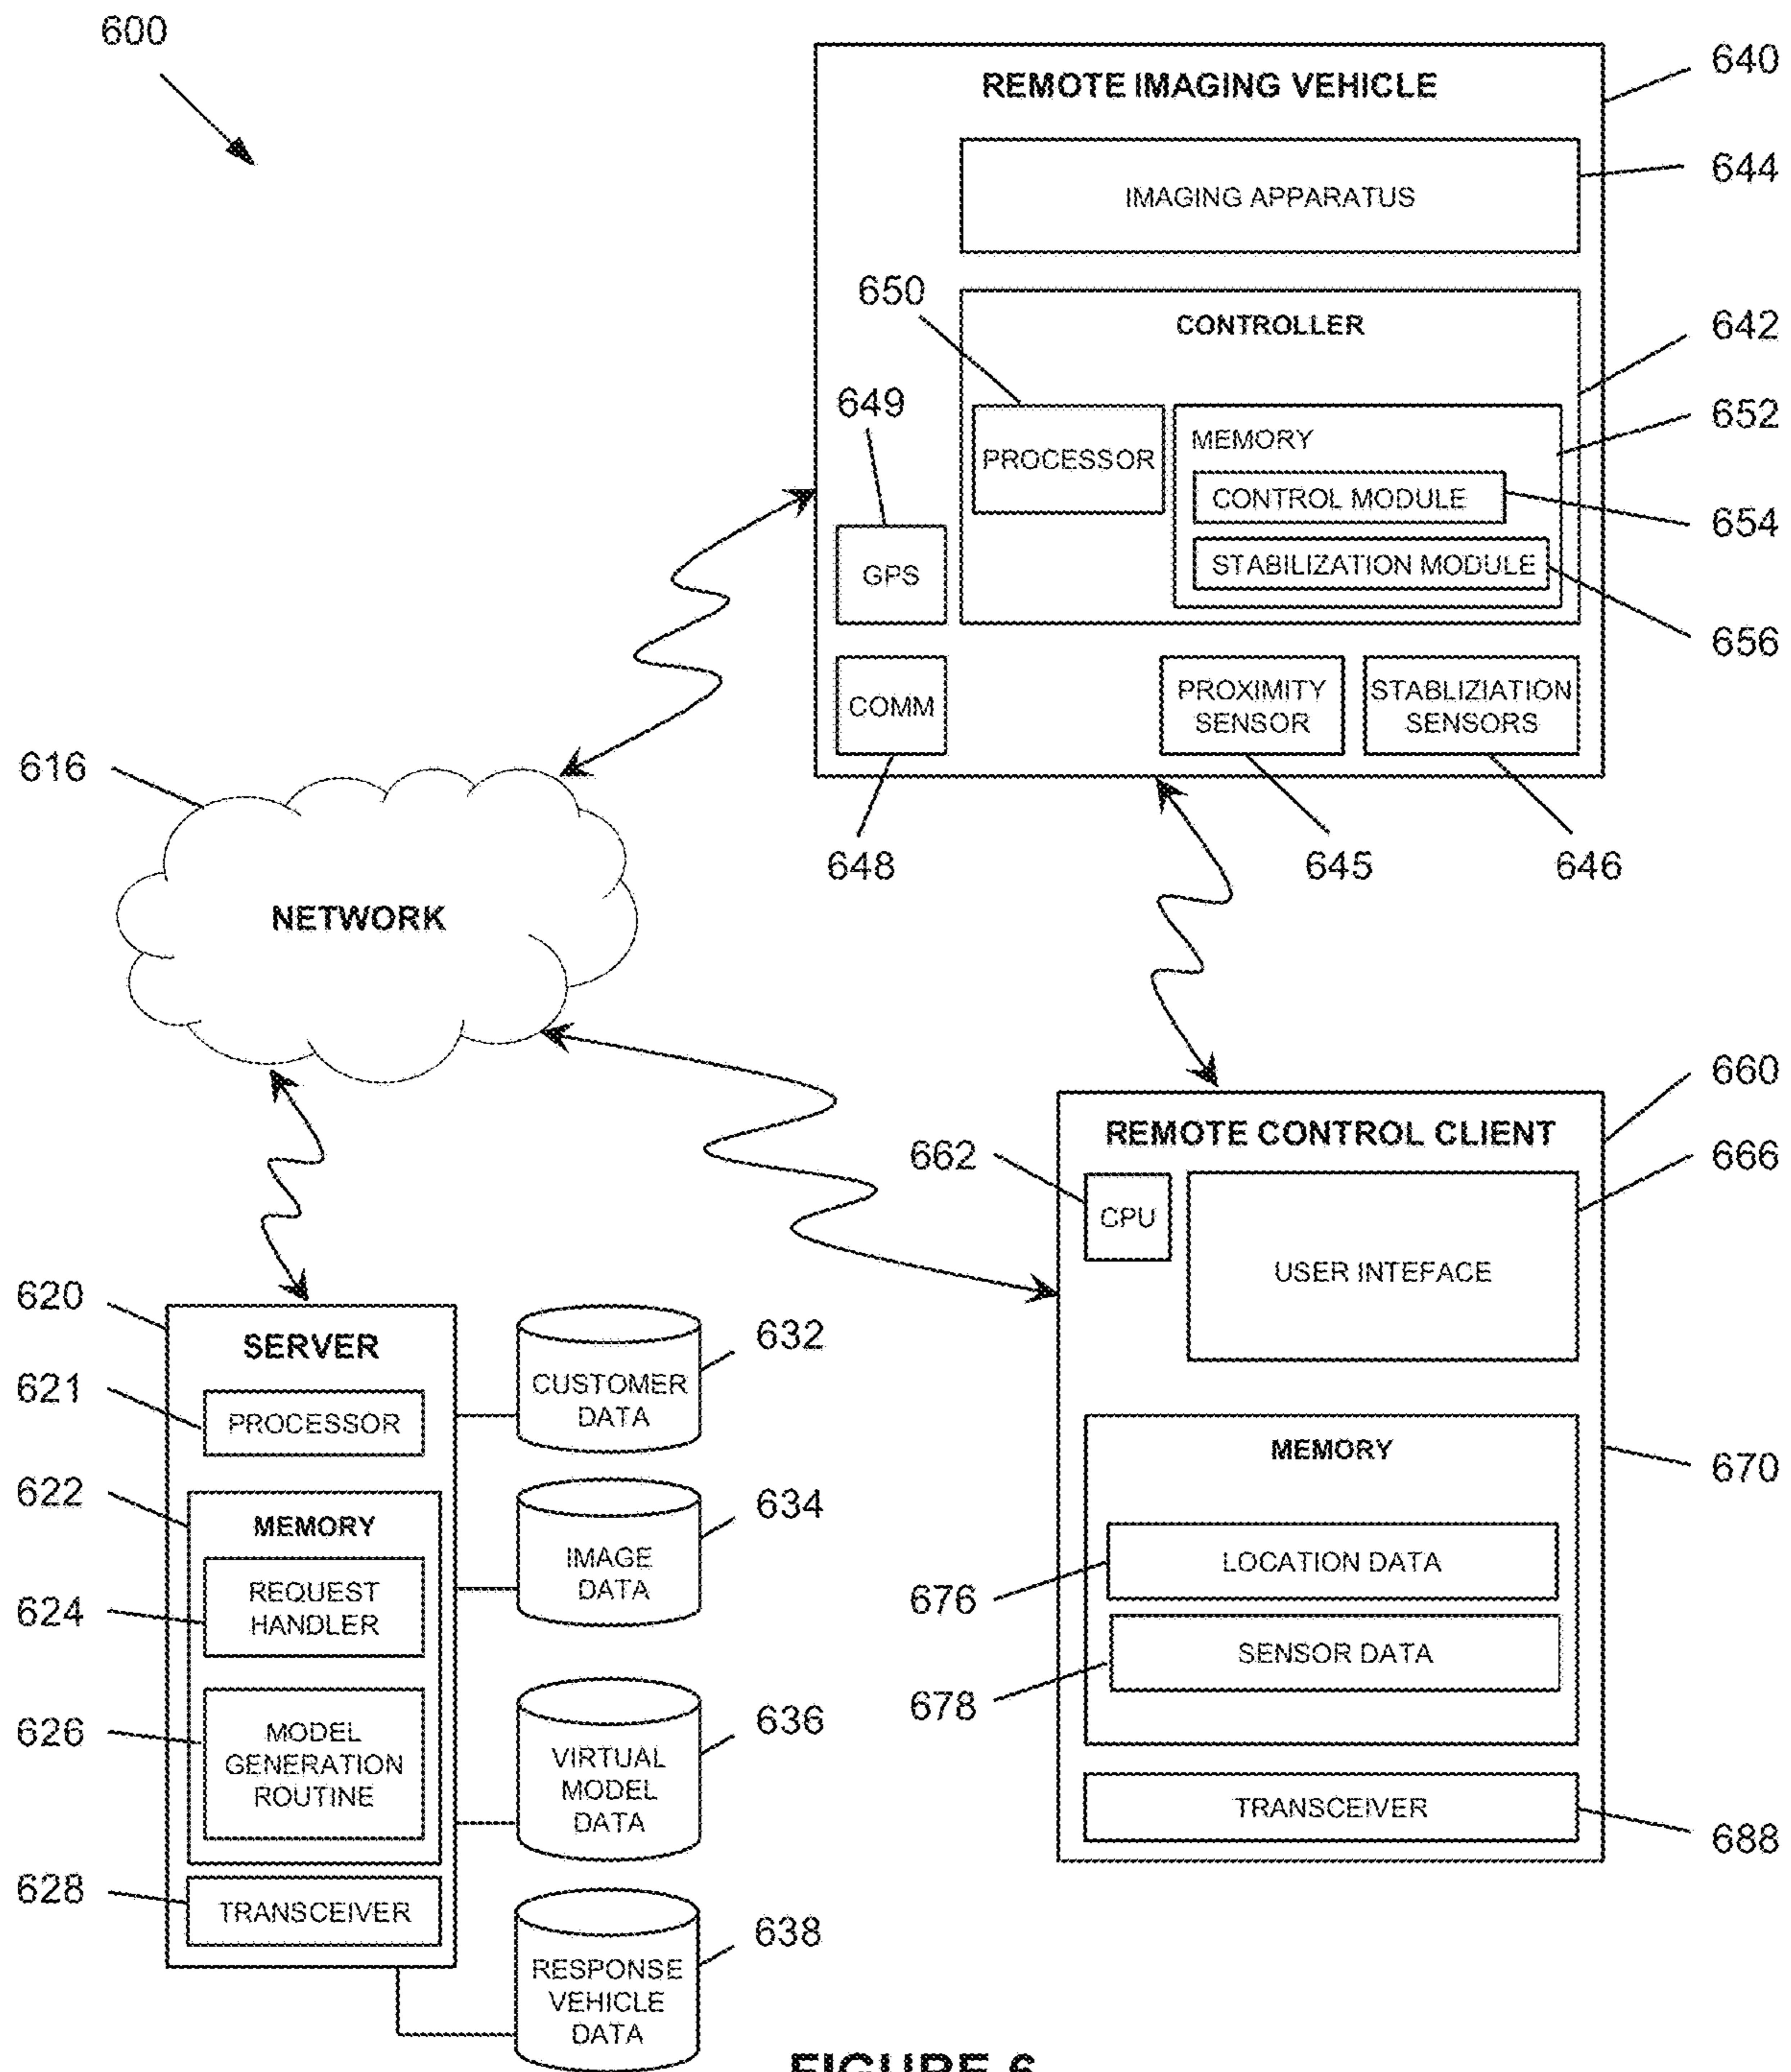 600
REMOTE IMAGING VEHICLE
640
IMAGING APPARATUS
644
650
CONTROLLER
642
649
PROCESSOR
MEMORY
652
CONTROL MODULE
654
STABILIZATION MODULE
656
GPS
COMM
PROXIMITY
SENSOR
STABLIZIATION
SENSORS
648
645
646
616
NETWORK
660
REMOTE CONTROL CLIENT
662
CPU
666
USER INTEFACE
MEMORY
670
LOCATION DATA
676
SENSOR DATA
678
TRANSCEIVER
688
620
SERVER
621
PROCESSOR
622
MEMORY
REQUEST
HANDLER
624
626
MODEL
GENERATION
ROUTINE
628
TRANSCEIVER
CUSTOMER
DATA
632
IMAGE
DATA
634
VIRTUAL
MODEL
DATA
636
RESPONSE
VEHICLE
DATA
638
FIGURE 6